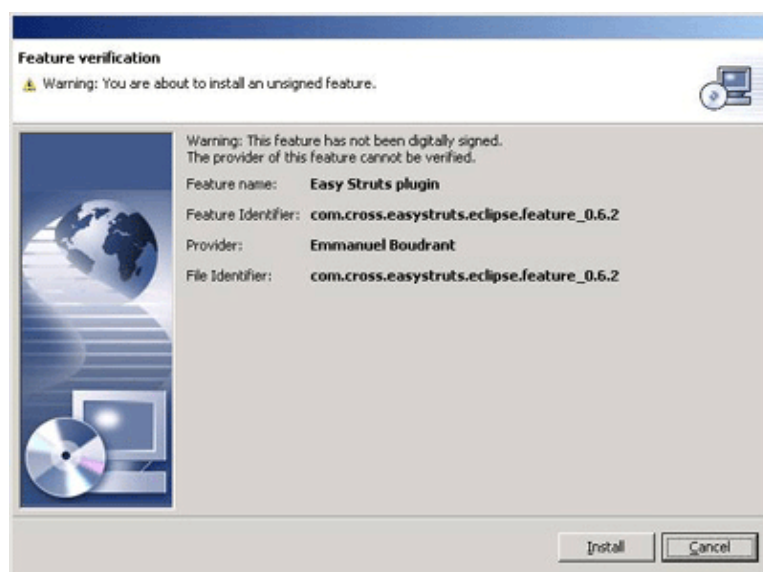 Feature verification
Warning: You are about to install an unsigned feature.
Warning: This feature has not been digitally signed.
The provider of this feature cannot be verified.
Feature name: Easy Struts plugin
Feature Identifier: com.cross.easystruts.eclipse.feature_0.6.2
Provider: Emmanuel Boudrant
File Identifier: com.cross.easystruts.eclipse.feature_0.6.2
Install Cancel